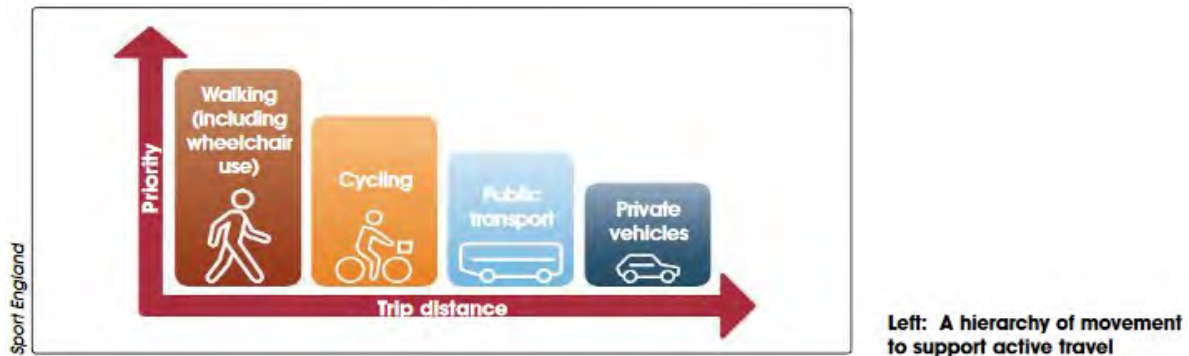 Sport England
Priority
Walking
(including
wheelchair
use)
Cycling
Public
transport
Private
vehicles
Trip distance
Left: A hierarchy of movement
to support active travel